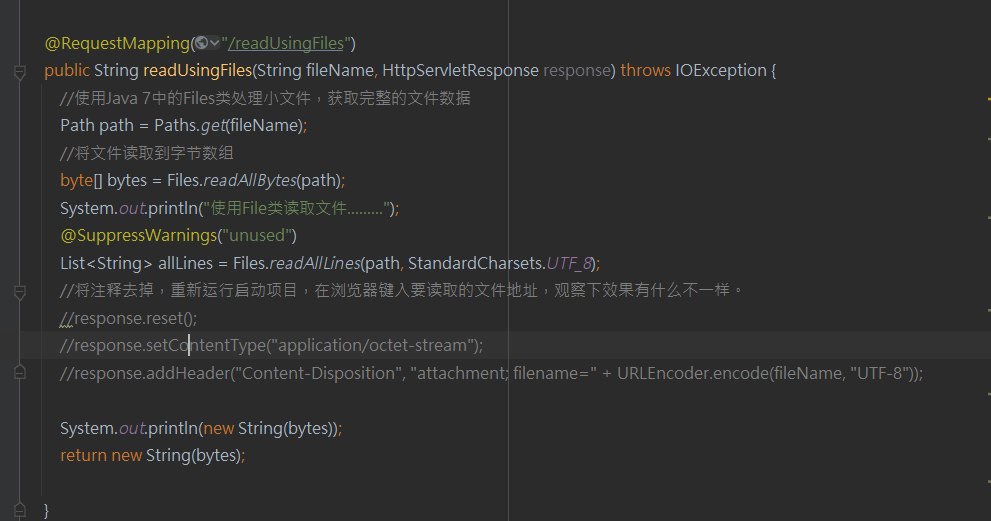 @RequestMapping("/readUsingFiles")
public String readUsingFiles(String fileName, HttpServletResponse response) throws IOException {
//使用Java 7中的Files类处理小文件，获取完整的文件数据
Path path = Paths.get(fileName);
//将文件读取到字节数组
byte[] bytes = Files.readAllBytes(path);
System.out.println("使用File类读取文件.........");
@SuppressWarnings("unused")
List<String> allLines = Files.readAllLines(path, StandardCharsets.UTF_8);
//将注释去掉，重新运行启动项目，在浏览器键入要读取的文件地址，观察下效果有什么不一样。
//response.reset();
//response.setContentType("application/octet-stream");
//response.addHeader("Content-Disposition", "attachment; filename=" + URLEncoder.encode(fileName, "UTF-8"));
System.out.println(new String(bytes));
return new String(bytes);
}